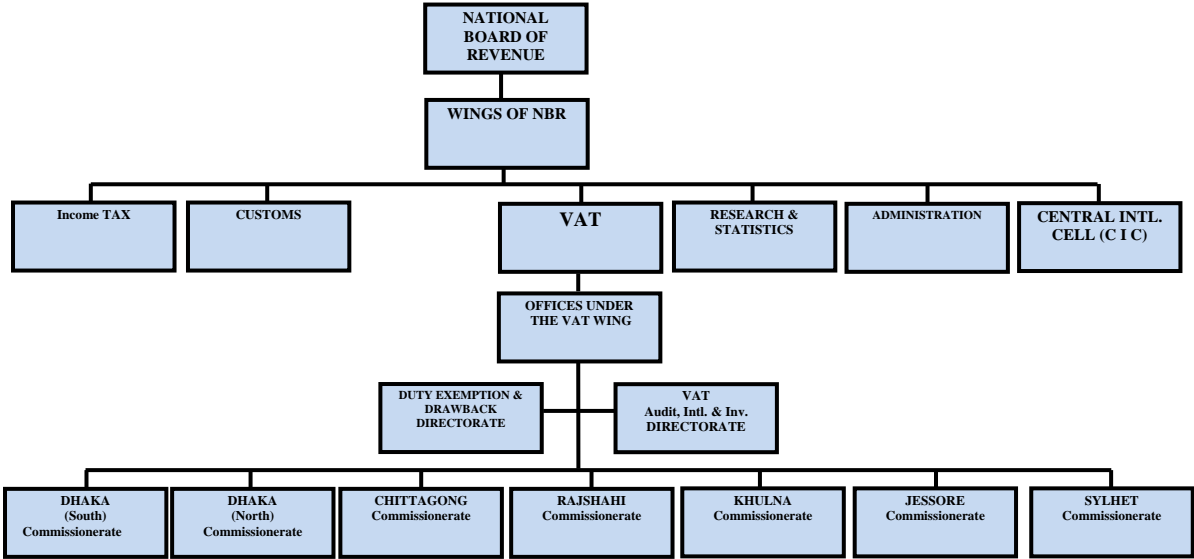 NATIONAL
BOARD OF
REVENUE
WINGS OF NBR
Income TAX
CUSTOMS
VAT
RESEARCH &
STATISTICS
ADMINISTRATION
CENTRAL INTL.
CELL (C I C)
OFFICES UNDER
THE VAT WING
DUTY EXEMPTION &
DRAWBACK
DIRECTORATE
VAT
Audit, Intl. & Inv.
DIRECTORATE
DHAKA
(South)
Commissionerate
DHAKA
(North)
Commissionerate
CHITTAGONG
Commissionerate
RAJSHAHI
Commissionerate
KHULNA
Commissionerate
JESSORE
Commissionerate
SYLHET
Commissionerate